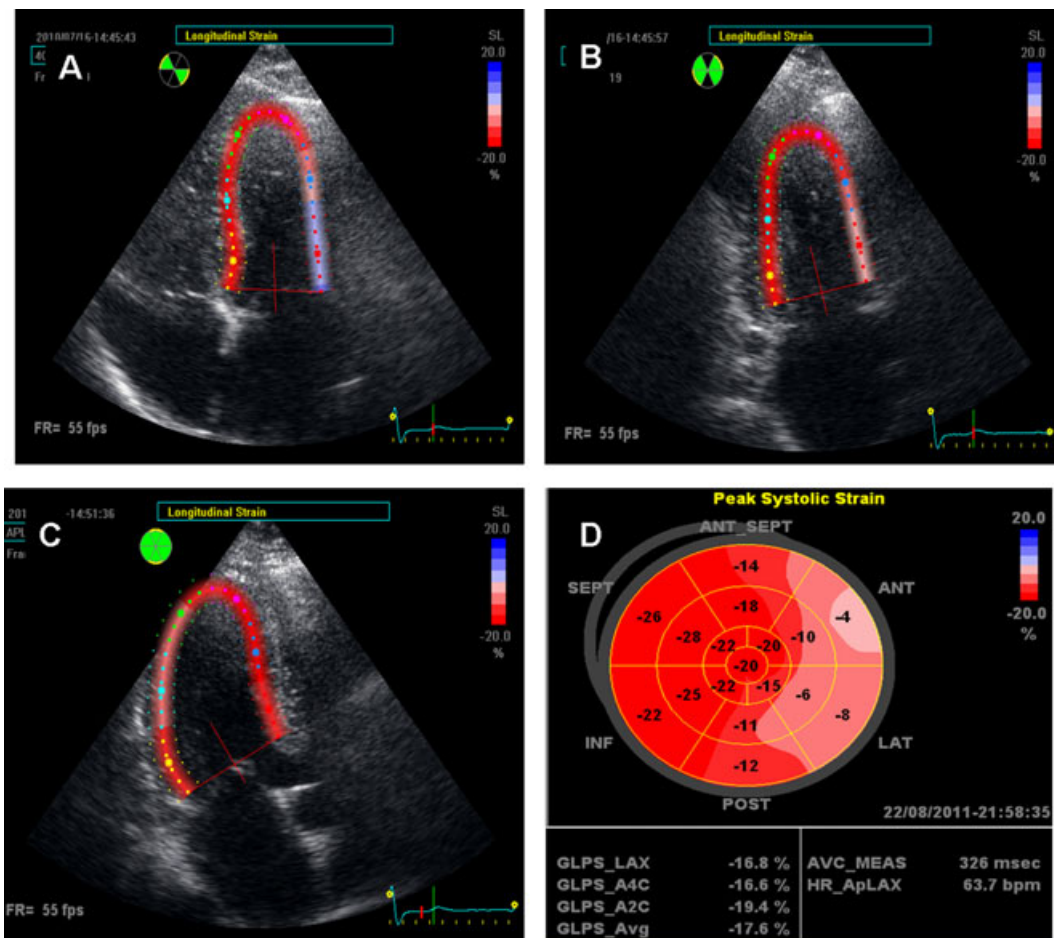 2010/07/16-14:45:43
Longitudinal Strain
SL
20.0
A
-20.0
%
FR= 55 fps
/16-14:45:57
Longitudinal Strain
SL
20.0
B
19
-20.0
%
FR= 55 fps
201
-14:51:36
Longitudinal Strain
SL
20.0
APL
C
Fra
-20.0
%
FR= 55 fps
Peak Systolic Strain
D
ANT_SEPT
20.0
SEPT
-14
ANT
-26
-18
-4
-20.0
%
-28
-22
-20
-10
-20
-25
-22
-15
-6
-22
-8
-11
INF
-12
LAT
POST
22/08/2011-21:58:35
GLPS_LAX -16.8 % AVC_MEAS 326 msec
GLPS_A4C -16.6 % HR_ApLAX 63.7 bpm
GLPS_A2C -19.4 %
GLPS_Avg -17.6 %